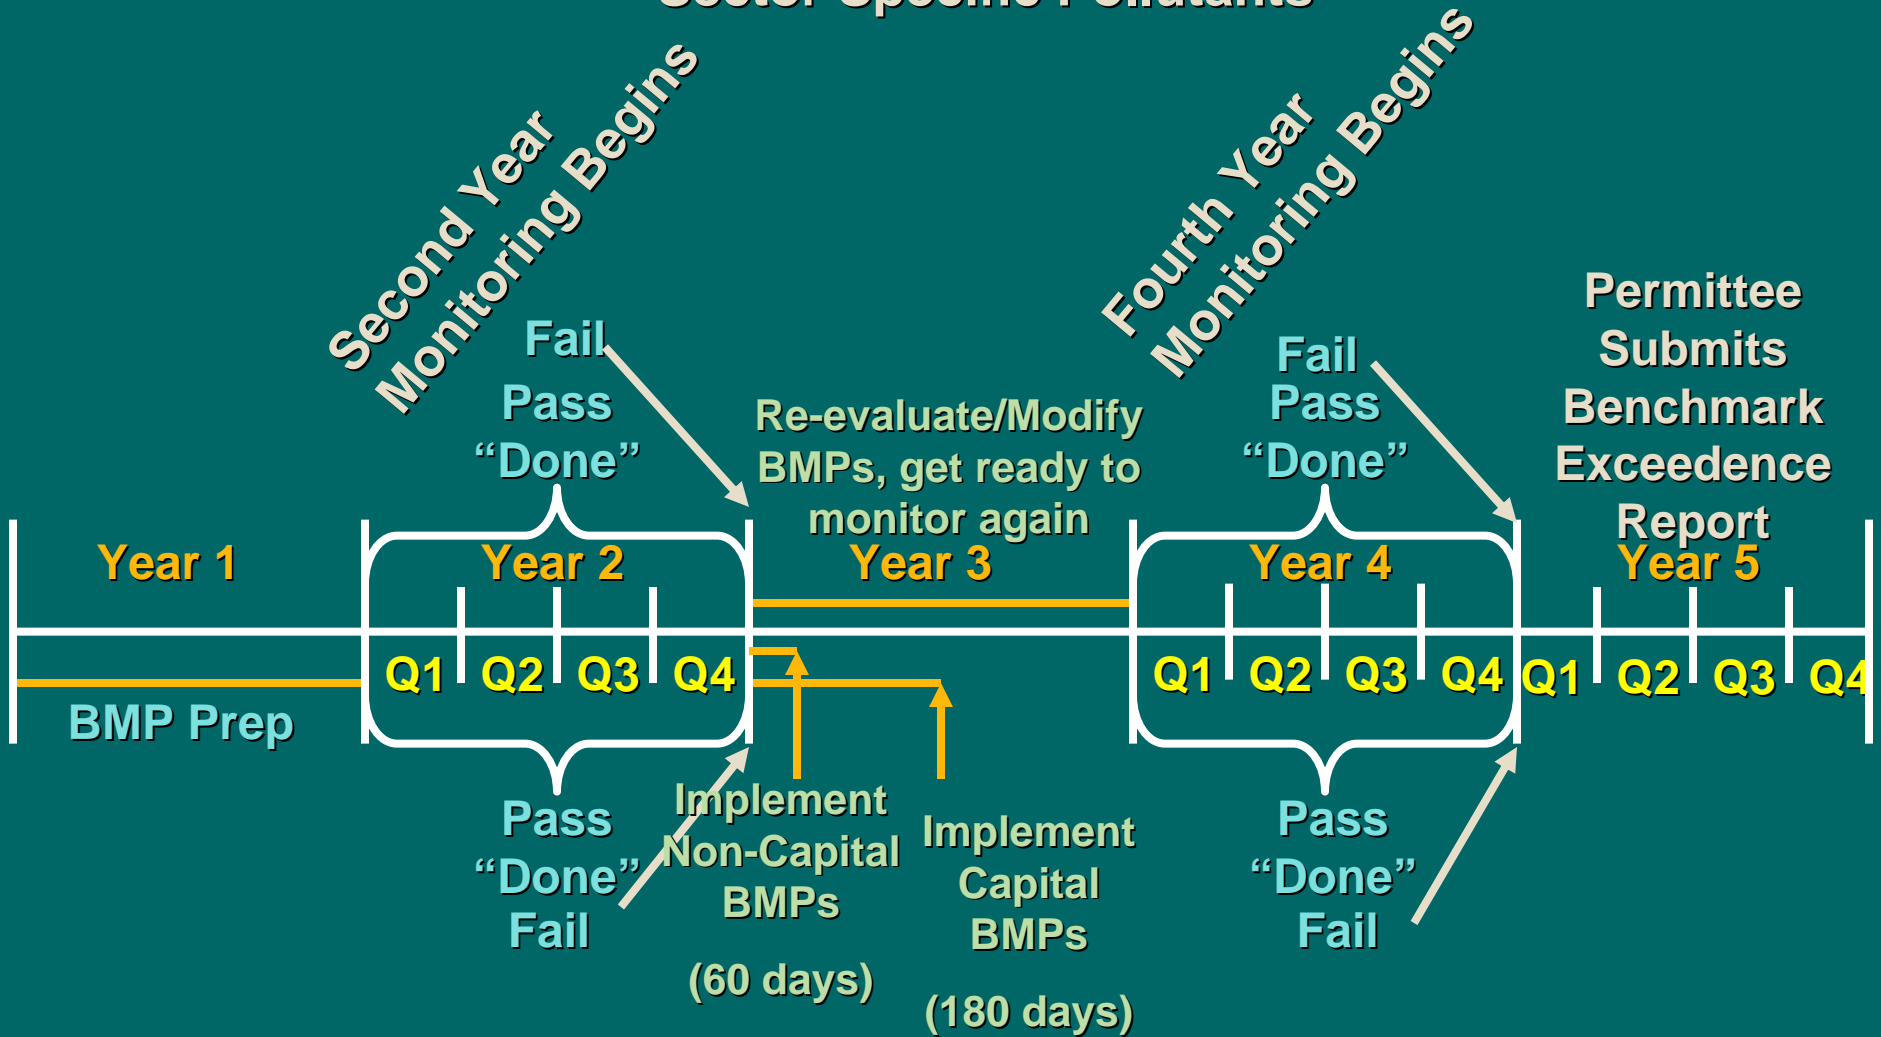 Sector Specific Pollutants
Second Year
Monitoring Begins
Fourth Year
Monitoring Begins
Fail
Pass
“Done”
Re-evaluate/Modify
BMPs, get ready to
monitor again
Fail
Pass
“Done”
Permittee
Submits
Benchmark
Exceedence
Report
Year 1
Year 2
Year 3
Year 4
Year 5
Q1 Q2 Q3 Q4
Q1 Q2 Q3 Q4
Q1 Q2 Q3 Q4
BMP Prep
Pass
“Done”
Fail
Implement
Non-Capital
BMPs
(60 days)
Implement
Capital
BMPs
(180 days)
Pass
“Done”
Fail